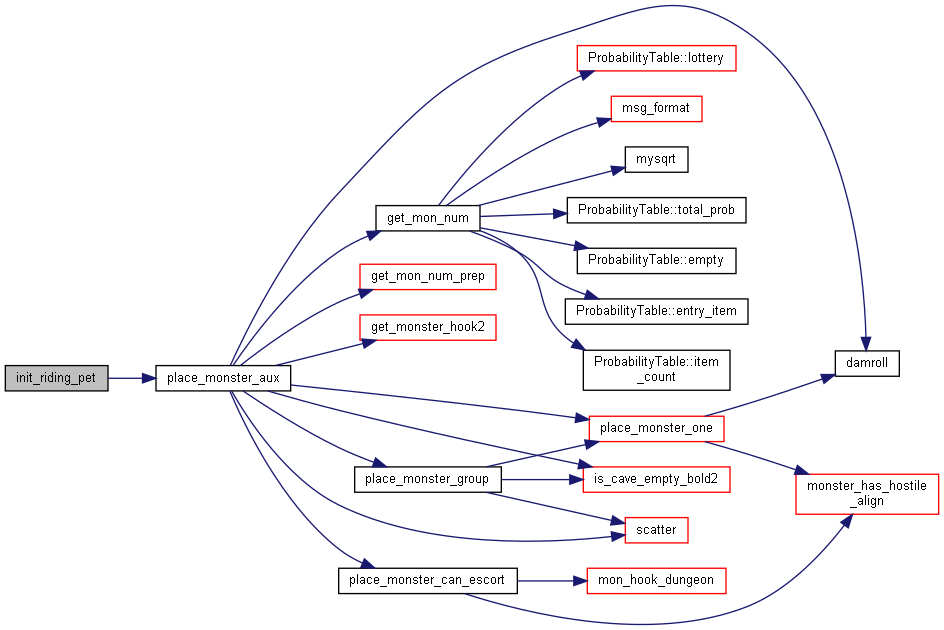 ProbabilityTable::lottery
msg_format
mysqrt
ProbabilityTable::total_prob
get_mon_num
ProbabilityTable::empty
get_mon_num_prep
ProbabilityTable::entry_item
get_monster_hook2
ProbabilityTable::item
_count
damroll
init_riding_pet
place_monster_aux
place_monster_one
place_monster_group
is_cave_empty_bold2
monster_has_hostile
_align
scatter
place_monster_can_escort
mon_hook_dungeon